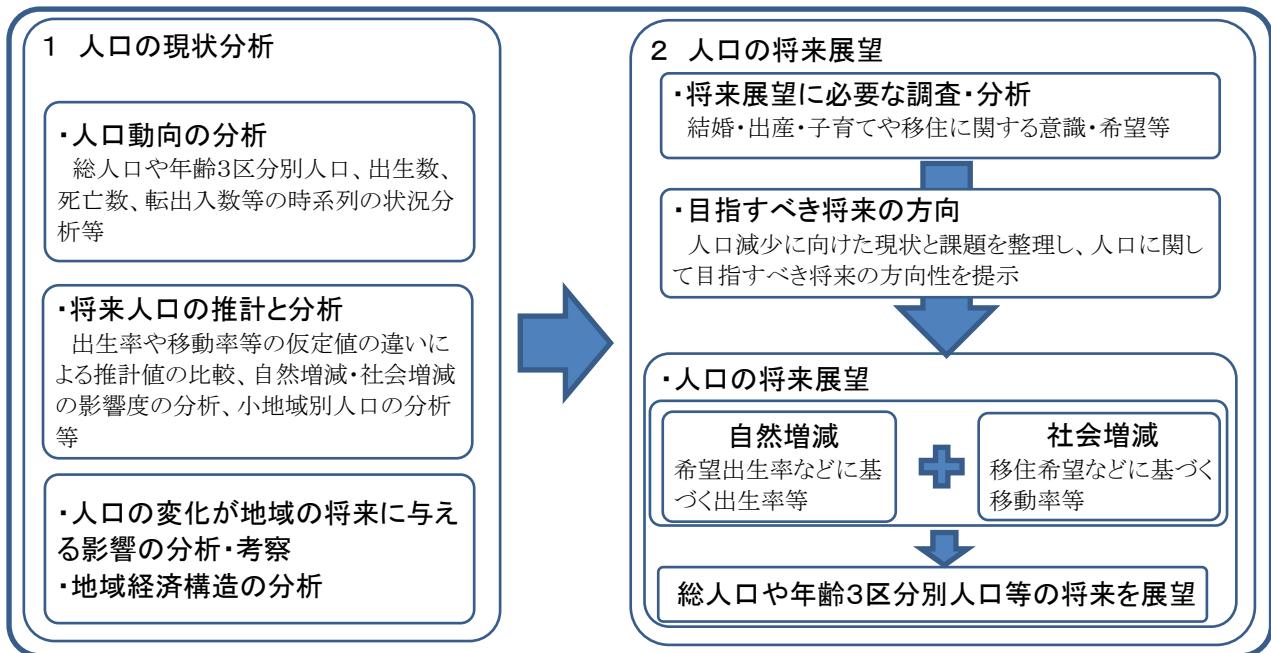 1 人口の現状分析
・人口動向の分析
総人口や年齢3区分別人口、出生数、
死亡数、転出入数等の時系列の状況分
析等
・将来人口の推計と分析
出生率や移動率等の仮定値の違いに
よる推計値の比較、自然増減・社会増減
の影響度の分析、小地域別人口の分析
等
・人口の変化が地域の将来に与え
る影響の分析・考察
・地域経済構造の分析
2 人口の将来展望
・将来展望に必要な調査・分析
結婚・出産・子育てや移住に関する意識・希望等
・目指すべき将来の方向
人口減少に向けた現状と課題を整理し、人口に関し
て目指すべき将来の方向性を提示
・人口の将来展望
自然増減
希望出生率などに基
づく出生率等
社会増減
移住希望などに基づく
移動率等
総人口や年齢3区分別人口等の将来を展望